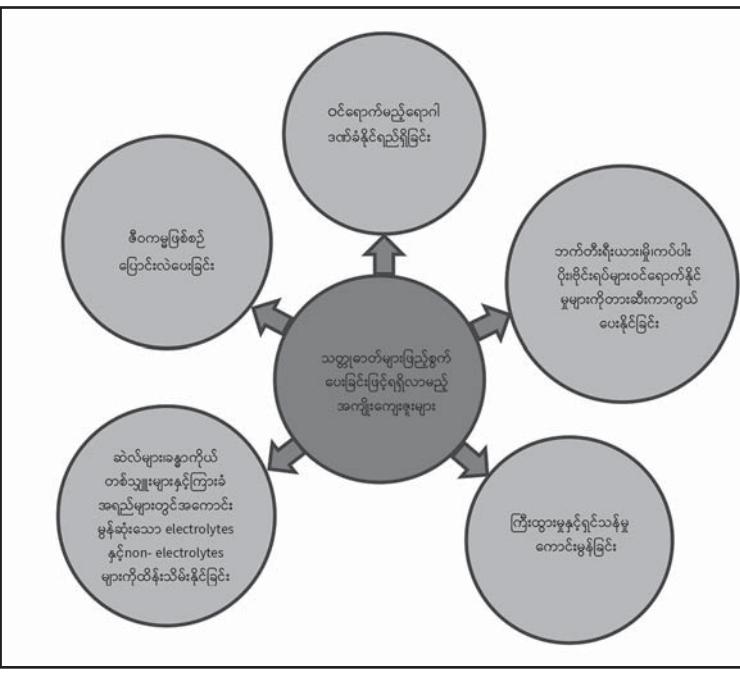 ဝင်ရောက်မည့်ရောဂါ
ဒဏ်ခံနိုင်ရည်ရှိခြင်း
ဇီဝကမ္မဖြစ်စဉ်
ပြောင်းလဲပေးခြင်း
ဘက်တီးရီးယား၊မှို၊ကပ်ပါး
ပိုး၊ဗိုင်းရပ်များဝင်ရောက်နိုင်
မှုများကိုတားဆီးကာကွယ်
ပေးနိုင်ခြင်း
သတ္တုဓာတ်များဖြည့်စွက်
ပေးခြင်းဖြင့်ရရှိလာမည့်
အကျိုးကျေးဇူးများ
ဆဲလ်များ၊ခန္ဓာကိုယ်
တစ်သျှူးများနှင့်ကြားခံ
အရည်များတွင်အကောင်း
မွန်ဆုံးသော electrolytes
နှင့်non- electrolytes
များကိုထိန်းသိမ်းနိုင်ခြင်း
ကြီးထွားမှုနှင့်ရှင်သန်မှု
ကောင်းမွန်ခြင်း